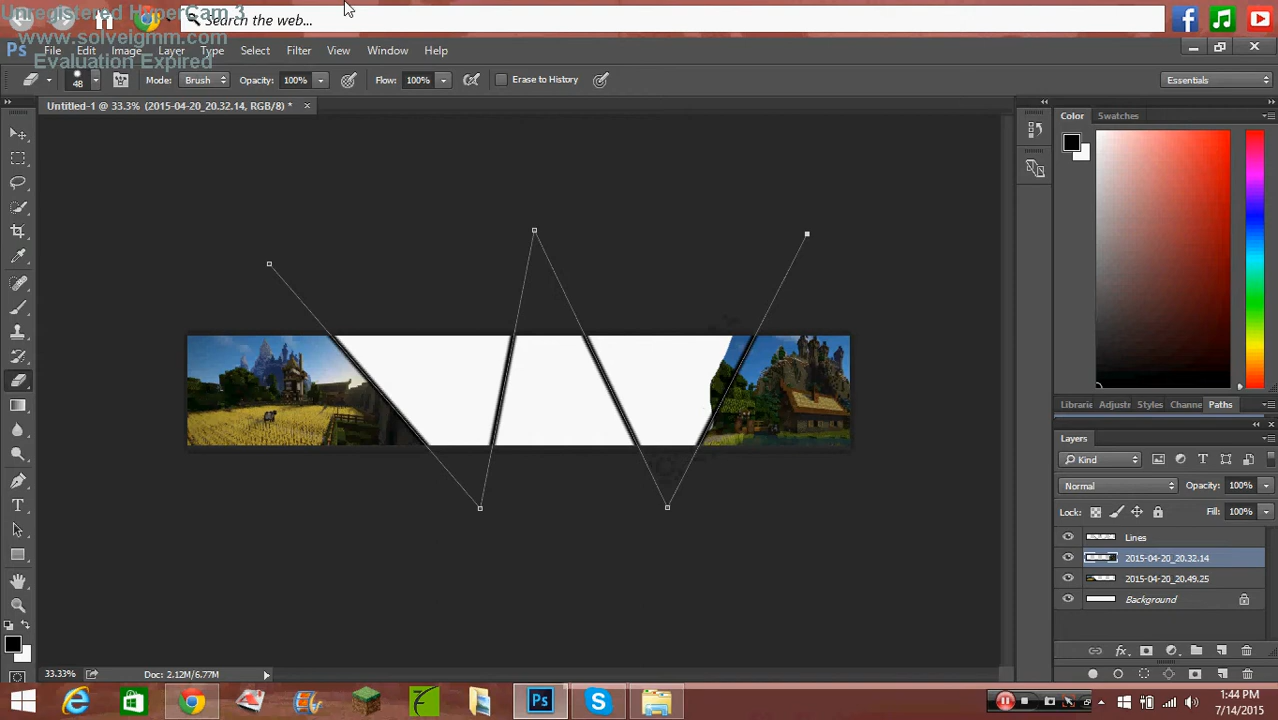 Unregistered HyperCam 3
Search the web...
www.solveigmm.com
Ps File Edit Image Layer Type Select Filter View Window Help
Evaluation Expired
48 Mode: Brush Opacity: 100% Flow: 100% Erase to History Essentials
Untitled-1 @ 33.3% (2015-04-20_20.32.14, RGB/8) * ×
Color Swatches
Librarie Adjustr Styles Channe Paths
Layers
Kind
Normal Opacity: 100%
Lock: Fill: 100%
Lines
2015-04-20_20.32.14
2015-04-20_20.49.25
Background
33.33% Doc: 2.12M/6.77M
Ps
1:44 PM
7/14/2015